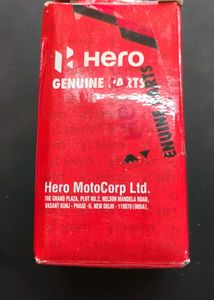 Hero
GENUINE PARTS
ENUINE PARTS
Hero MotoCorp Ltd.
THE GRAND PLAZA, PLOT NO.2, NELSON MANDELA ROAD,
VASANT KUNJ - PHASE -II, NEW DELHI - 110070 (INDIA).